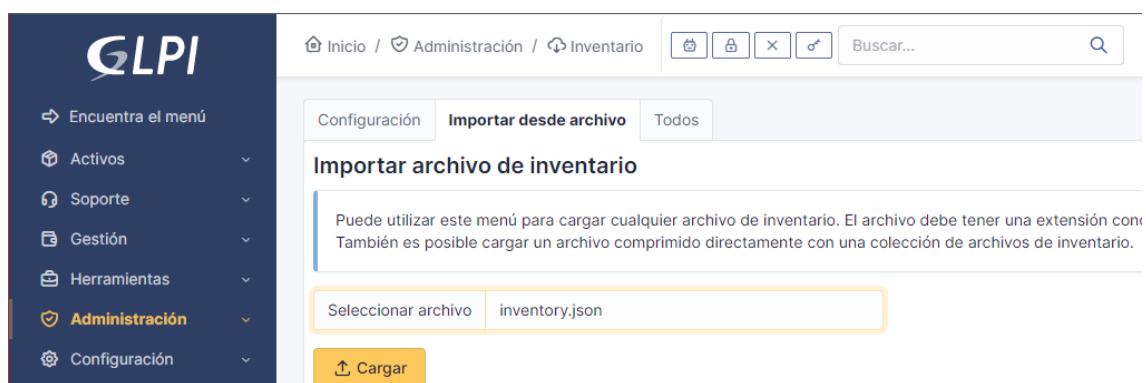 GLPI
Inicio / Administración / Inventario
Buscar...
Encuentra el menú
Activos
Soporte
Gestión
Herramientas
Administración
Configuración
Configuración Importar desde archivo Todos
Importar archivo de inventario
Puede utilizar este menú para cargar cualquier archivo de inventario. El archivo debe tener una extensión
También es posible cargar un archivo comprimido directamente con una colección de archivos de inventario.
Seleccionar archivo inventory.json
Cargar